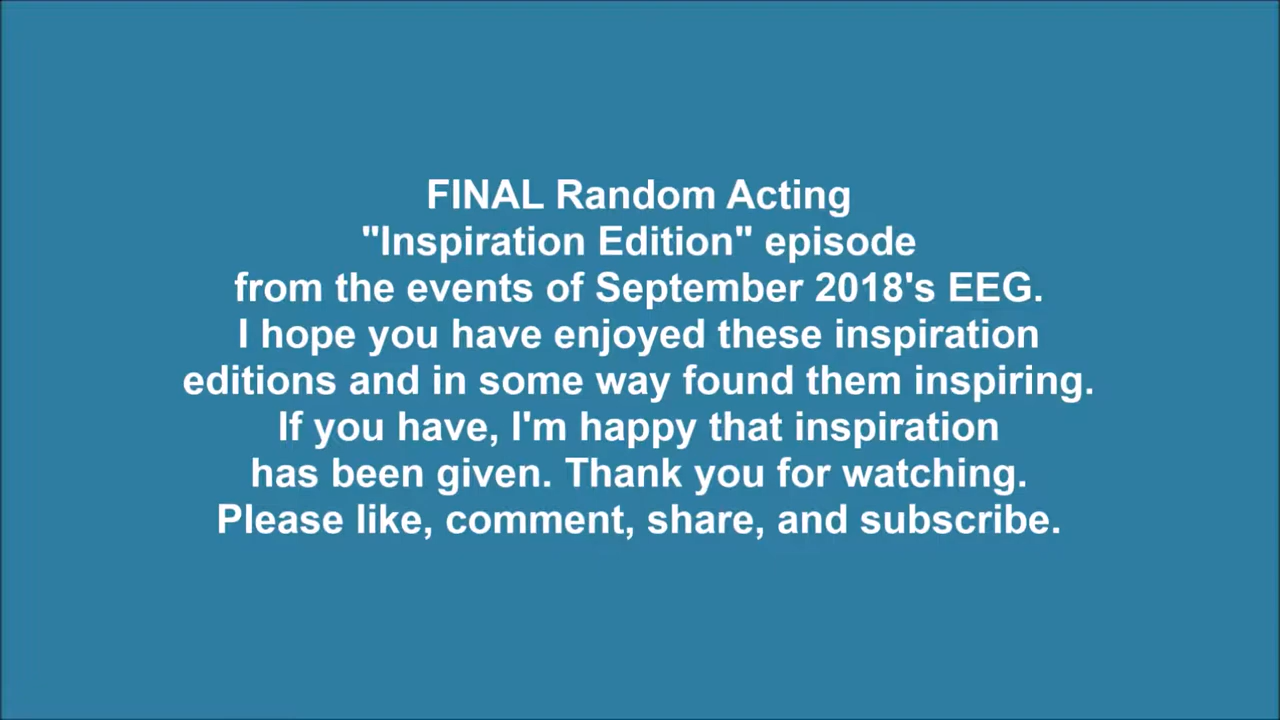 FINAL Random Acting
"Inspiration Edition" episode
from the events of September 2018's EEG.
I hope you have enjoyed these inspiration
editions and in some way found them inspiring.
If you have, I'm happy that inspiration
has been given. Thank you for watching.
Please like, comment, share, and subscribe.